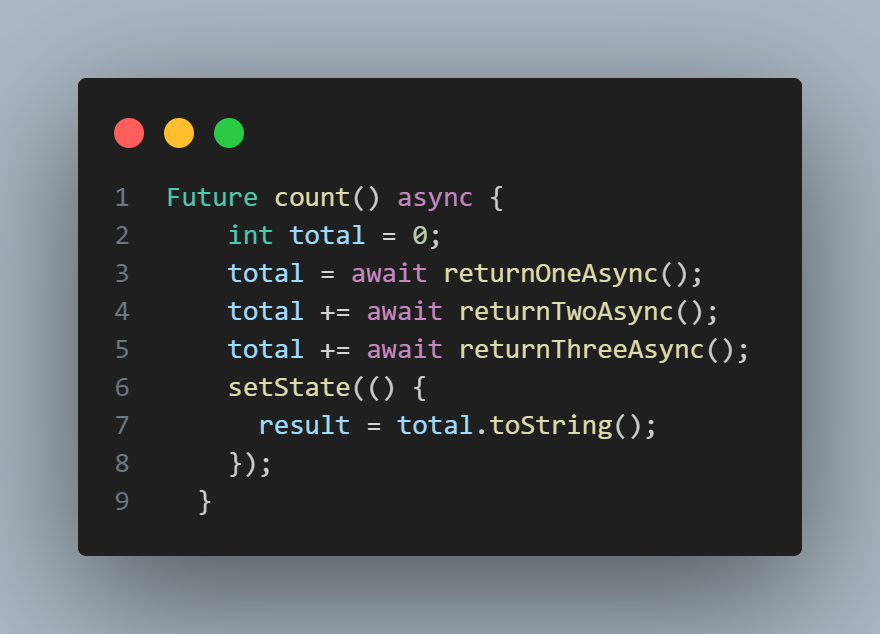 1  Future count() async {
2      int total = 0;
3      total = await returnOneAsync();
4      total += await returnTwoAsync();
5      total += await returnThreeAsync();
6      setState(() {
7        result = total.toString();
8      });
9    }